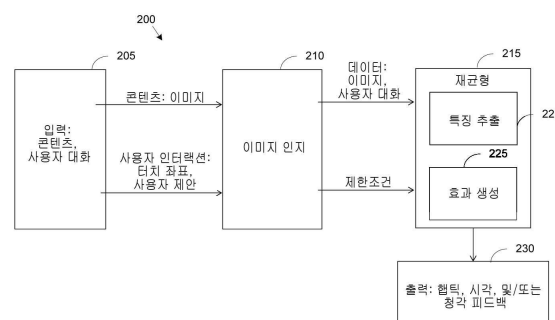 200
205
입력:
콘텐츠,
사용자 대화
콘텐츠: 이미지
사용자 인터랙션:
터치 좌표,
사용자 제안
210
이미지 인지
데이터:
이미지,
사용자 대화
제한조건
215
재균형
특징 추출
22
225
효과 생성
230
출력: 햅틱, 시각, 및/또는
청각 피드백